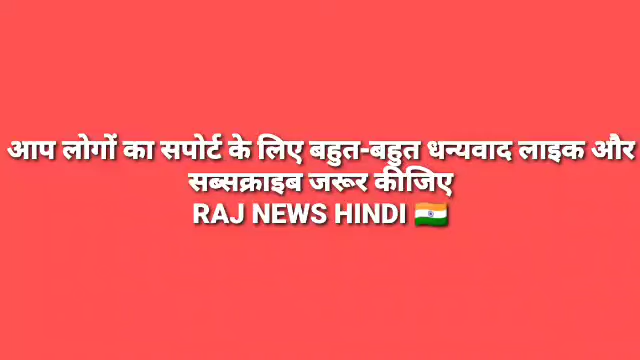 आप लोगों का सपोर्ट के लिए बहुत-बहुत धन्यवाद लाइक और
सब्सक्राइब जरूर कीजिए
RAJ NEWS HINDI 🇮🇳